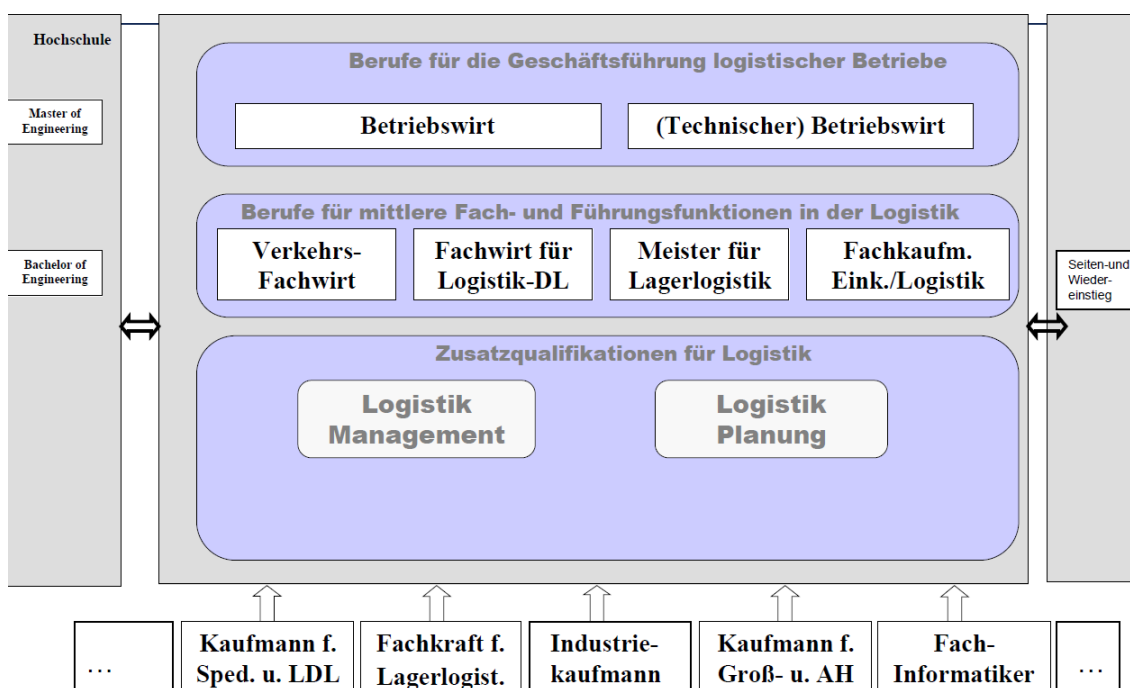 Hochschule
Master of
Engineering
Bachelor of
Engineering
Berufe für die Geschäftsführung logistischer Betriebe
Betriebswirt
(Technischer) Betriebswirt
Berufe für mittlere Fach- und Führungsfunktionen in der Logistik
Verkehrs-
Fachwirt
Fachwirt für
Logistik-DL
Meister für
Lagerlogistik
Fachkaufm.
Eink./Logistik
Zusatzqualifikationen für Logistik
Logistik
Management
Logistik
Planung
Seiten-und
Wieder-
einstieg
...
Kaufmann f.
Sped. u. LDL
Fachkraft f.
Lagerlogist.
Industrie-
kaufmann
Kaufmann f.
Groß- u. AH
Fach-
Informatiker
...